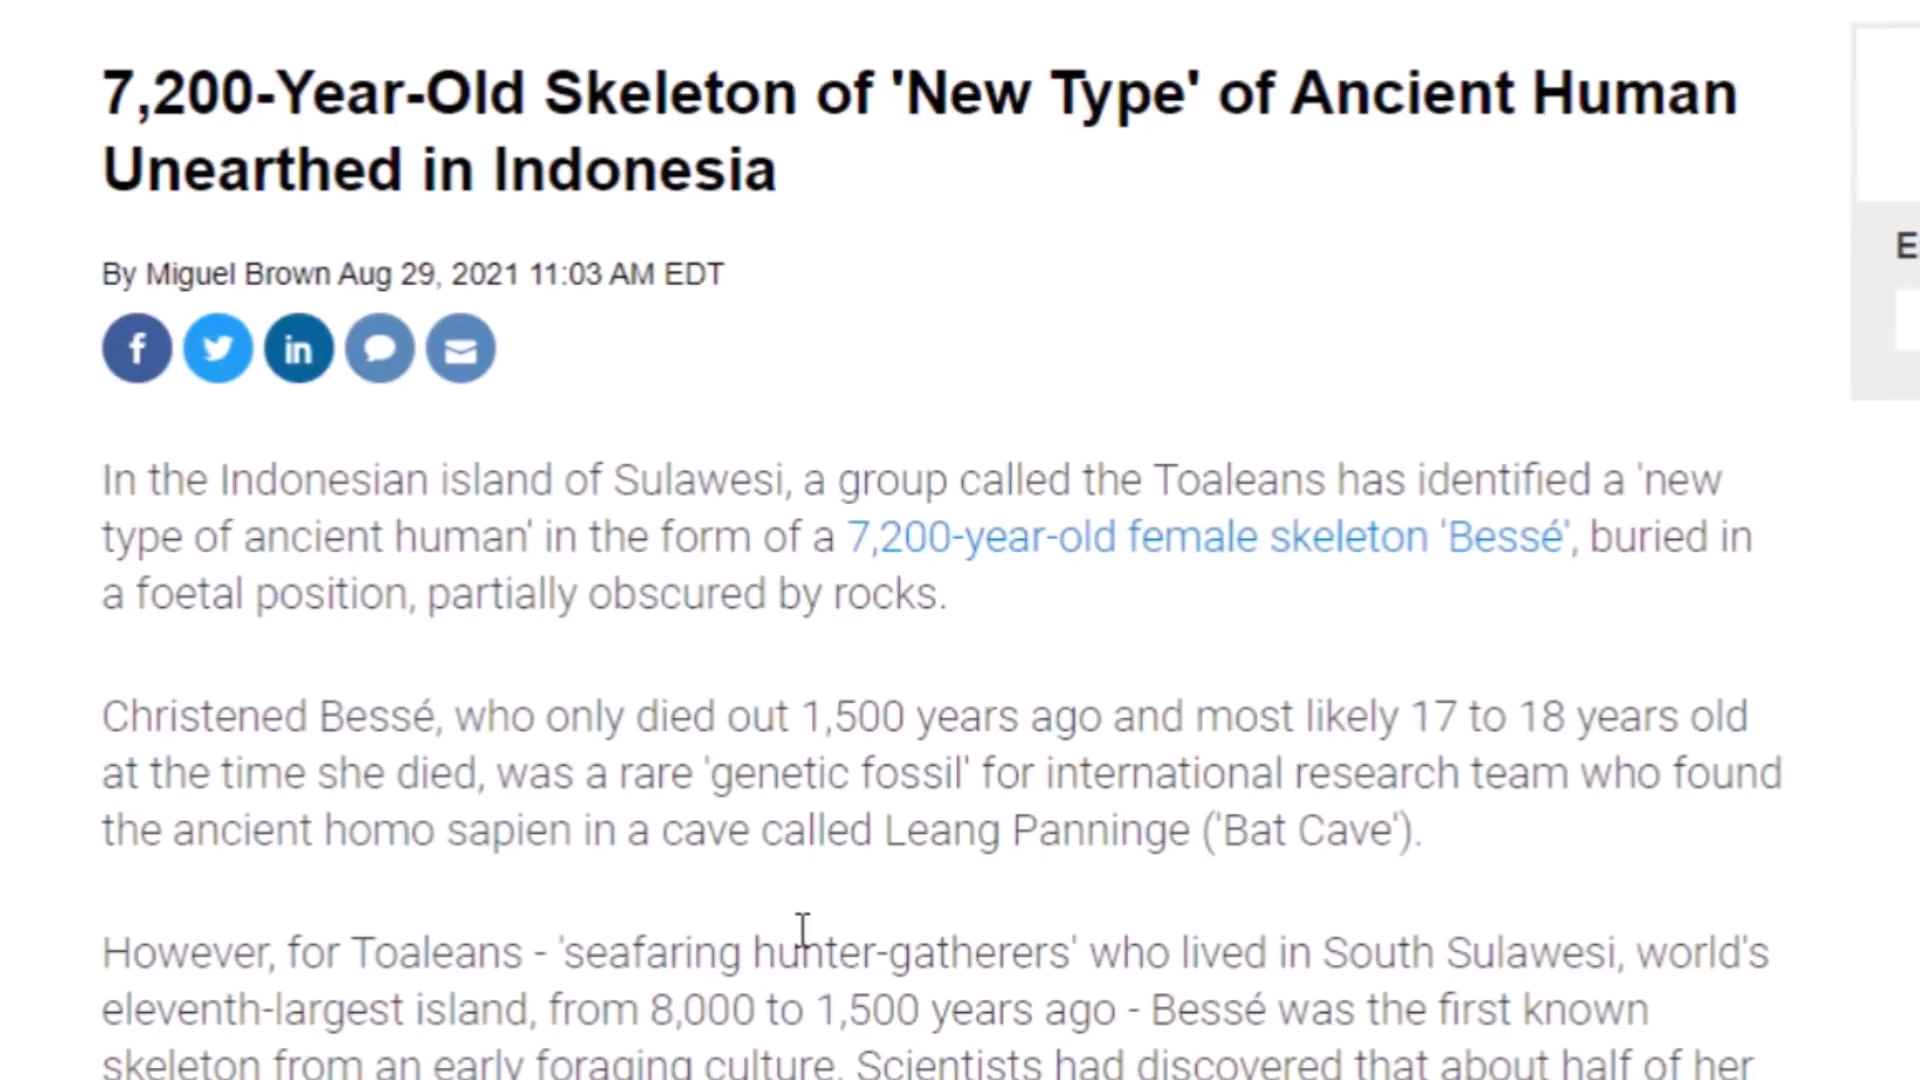 7,200-Year-Old Skeleton of 'New Type' of Ancient Human
Unearthed in Indonesia
By Miguel Brown Aug 29, 2021 11:03 AM EDT
f
in
E
In the Indonesian island of Sulawesi, a group called the Toaleans has identified a 'new
type of ancient human' in the form of a 7,200-year-old female skeleton 'Bessé', buried in
a foetal position, partially obscured by rocks.
Christened Bessé, who only died out 1,500 years ago and most likely 17 to 18 years old
at the time she died, was a rare 'genetic fossil' for international research team who found
the ancient homo sapien in a cave called Leang Panninge ('Bat Cave').
However, for Toaleans - 'seafaring hunter-gatherers' who lived in South Sulawesi, world's
eleventh-largest island, from 8,000 to 1,500 years ago - Bessé was the first known
skeleton from an early foraging culture. Scientists had discovered that about half of her